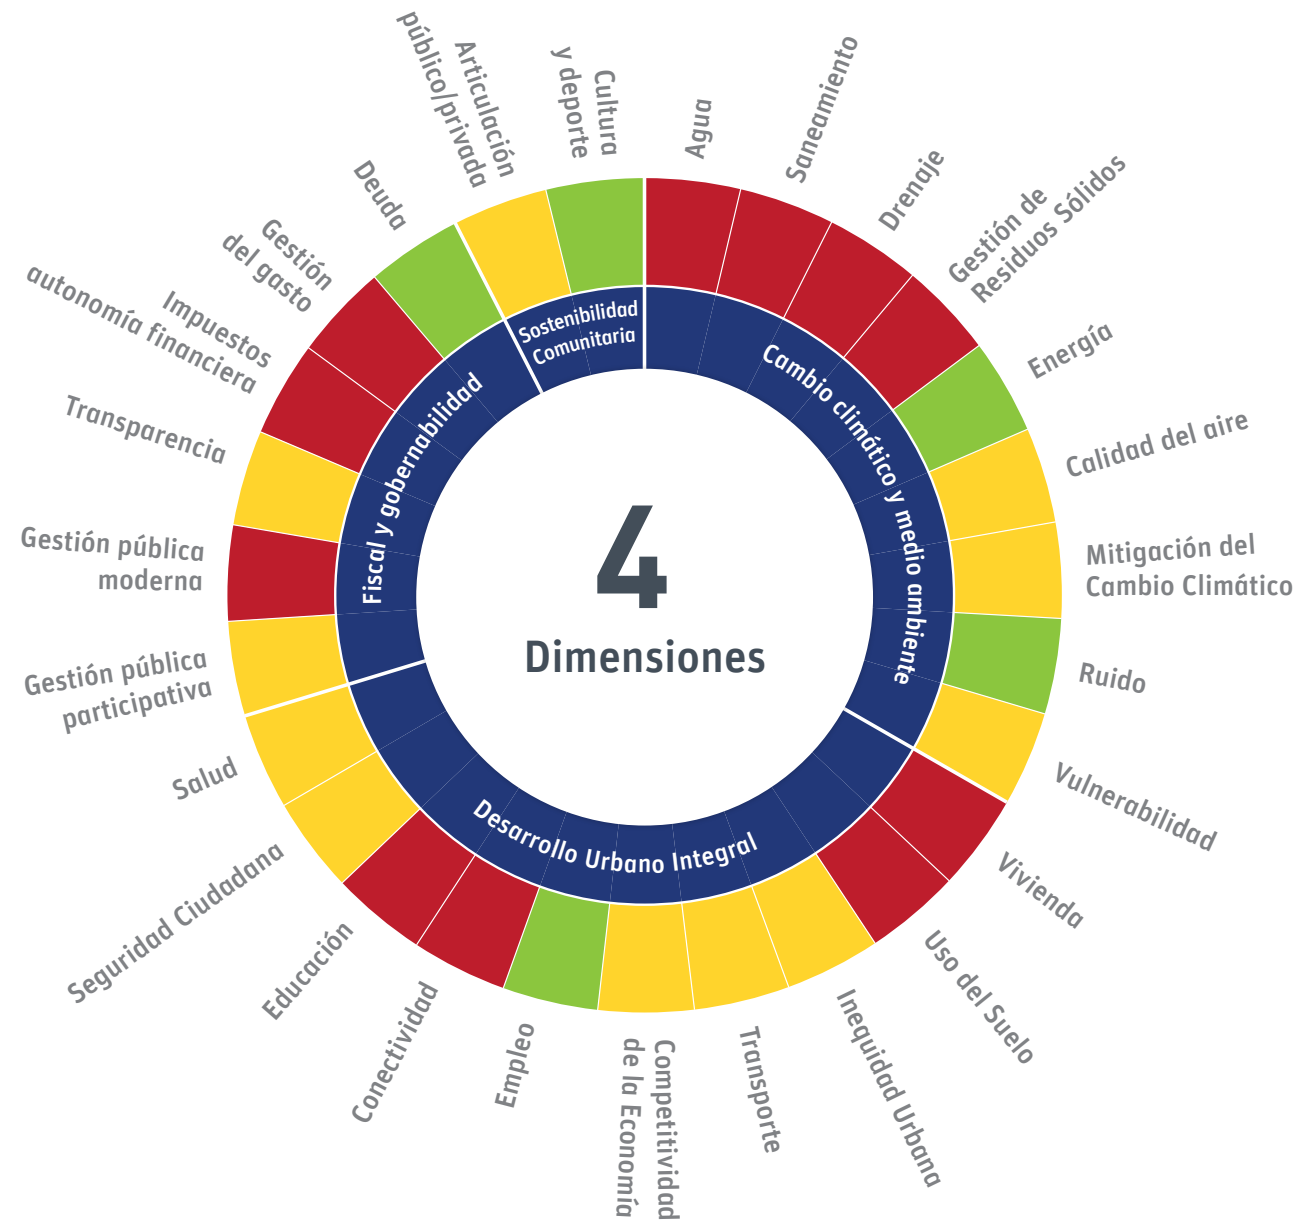 4
Dimensiones
Cambio climático y medio ambiente
Desarrollo Urbano Integral
Fiscal y gobernabilidad
Sostenibilidad
Comunitaria
Agua
Saneamiento
Drenaje
Gestión de
Residuos Sólidos
Energía
Calidad del aire
Mitigación del
Cambio Climático
Ruido
Vulnerabilidad
Vivienda
Uso del Suelo
Inequidad Urbana
Transporte
Competitividad
de la Economía
Empleo
Conectividad
Educación
Seguridad Ciudadana
Salud
Gestión pública
participativa
Gestión pública
moderna
Transparencia
Impuestos
autonomía financiera
Gestión
del gasto
Deuda
Articulación
público/privada
Cultura
y deporte